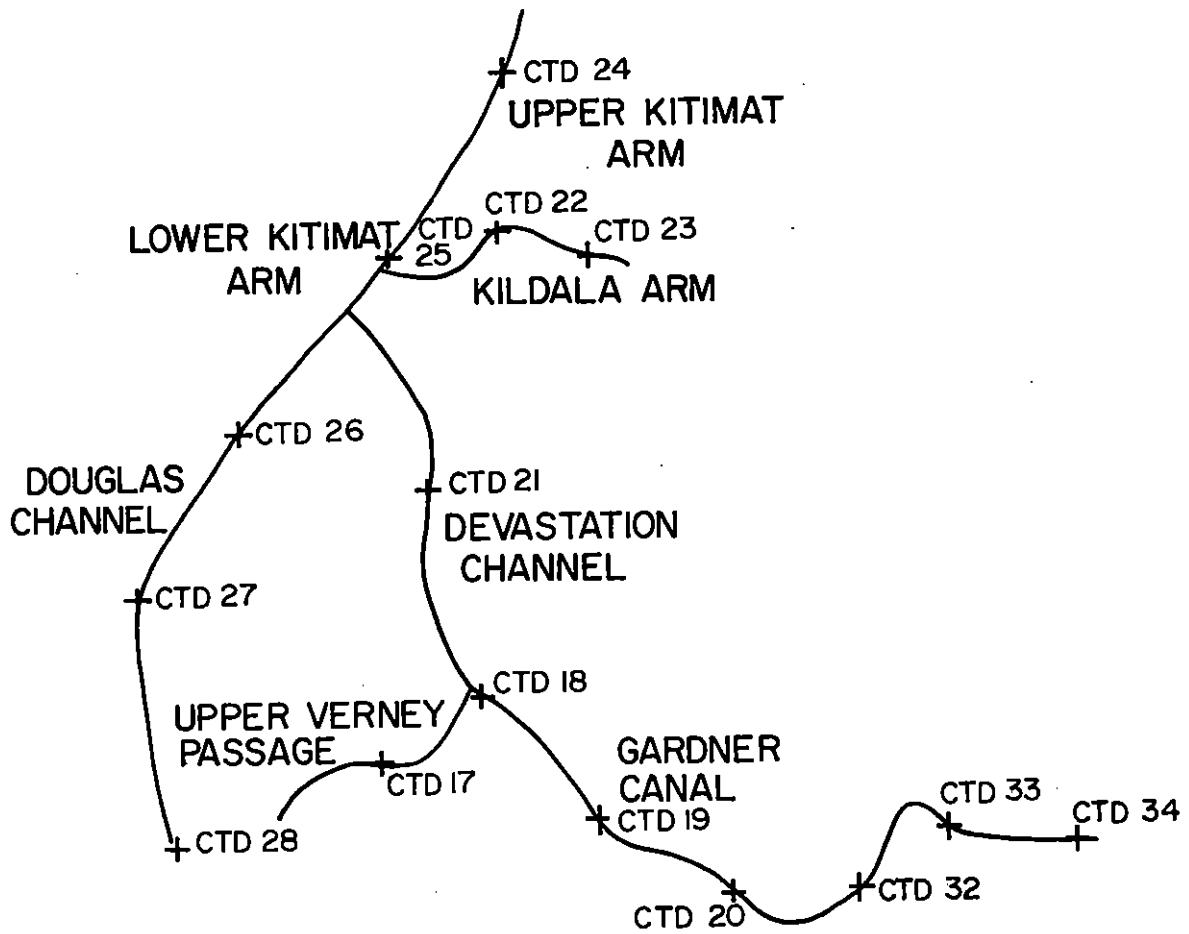 CTD 24
UPPER KITIMAT
ARM
CTD 22
LOWER KITIMAT
ARM
CTD
25
CTD 23
KILDALA ARM
CTD 26
DOUGLAS
CHANNEL
CTD 21
DEVASTATION
CHANNEL
CTD 27
CTD 18
UPPER VERNEY
PASSAGE
CTD 17
GARDNER
CANAL
CTD 19
CTD 33
CTD 34
CTD 28
CTD 32
CTD 20